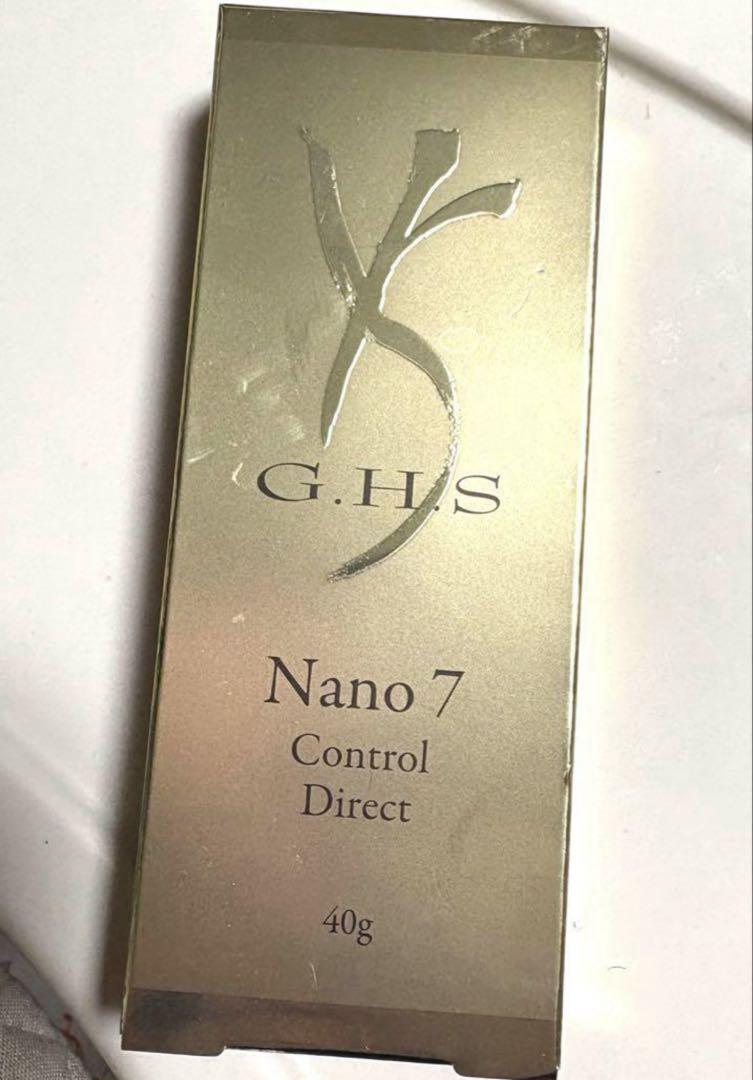 G.H.S
Nano 7
Control
Direct
40g